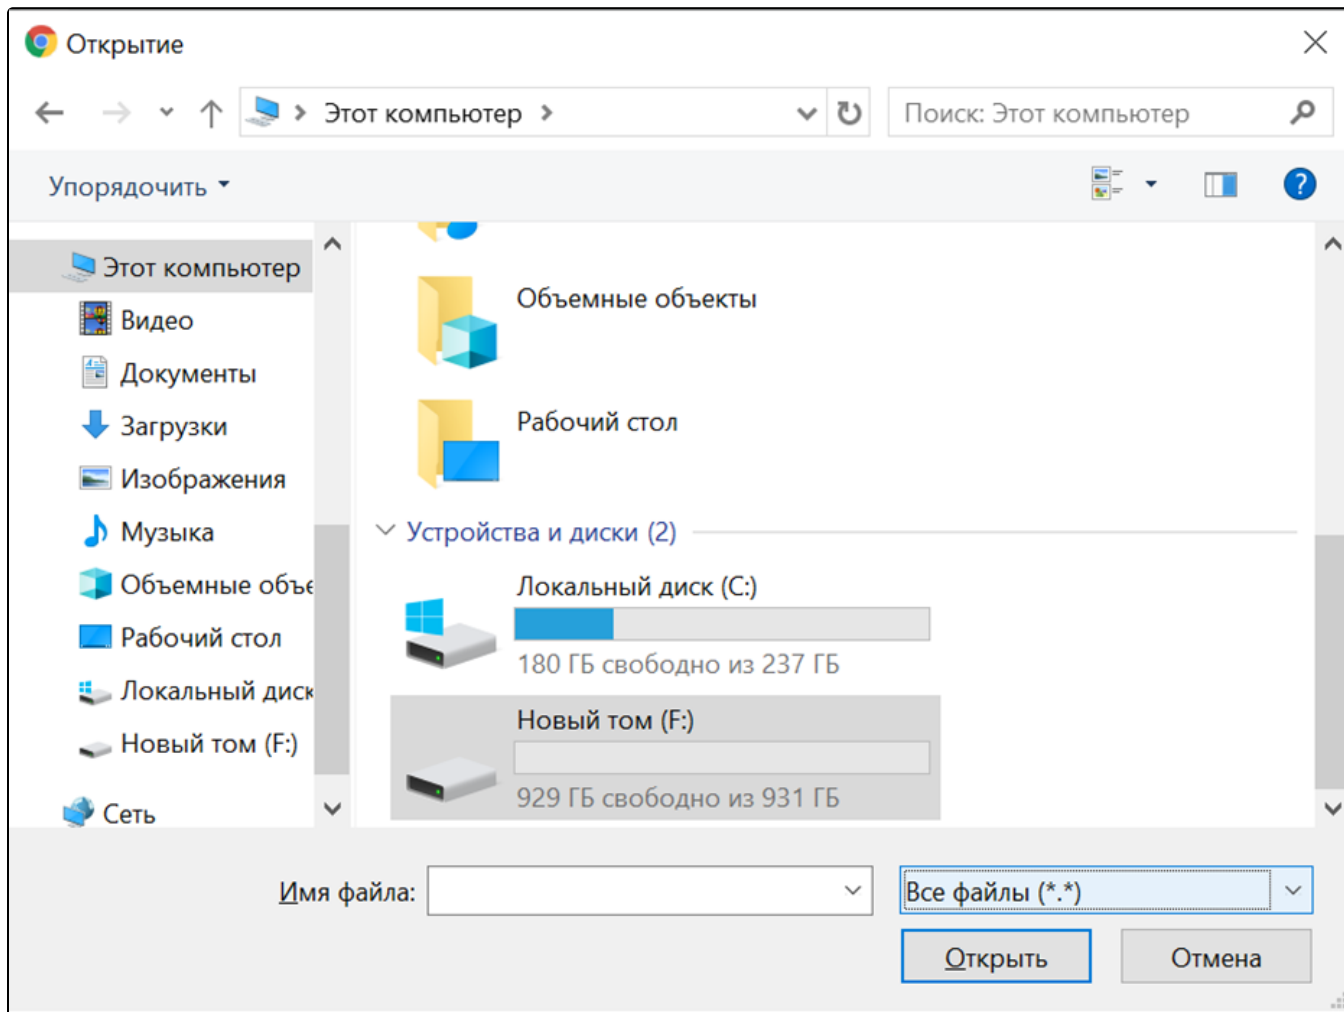 Открытие
Этот компьютер
Поиск: Этот компьютер
Упорядочить
?
Этот компьютер
Видео
Документы
Загрузки
Изображения
Музыка
Объемные объе
Рабочий стол
Локальный диск
Новый том (F:)
Сеть
Объемные объекты
Рабочий стол
Устройства и диски (2)
Локальный диск (C:)
180 ГБ свободно из 237 ГБ
Новый том (F:)
929 ГБ свободно из 931 ГБ
Имя файла:
Все файлы (*.*)
Открыть
Отмена